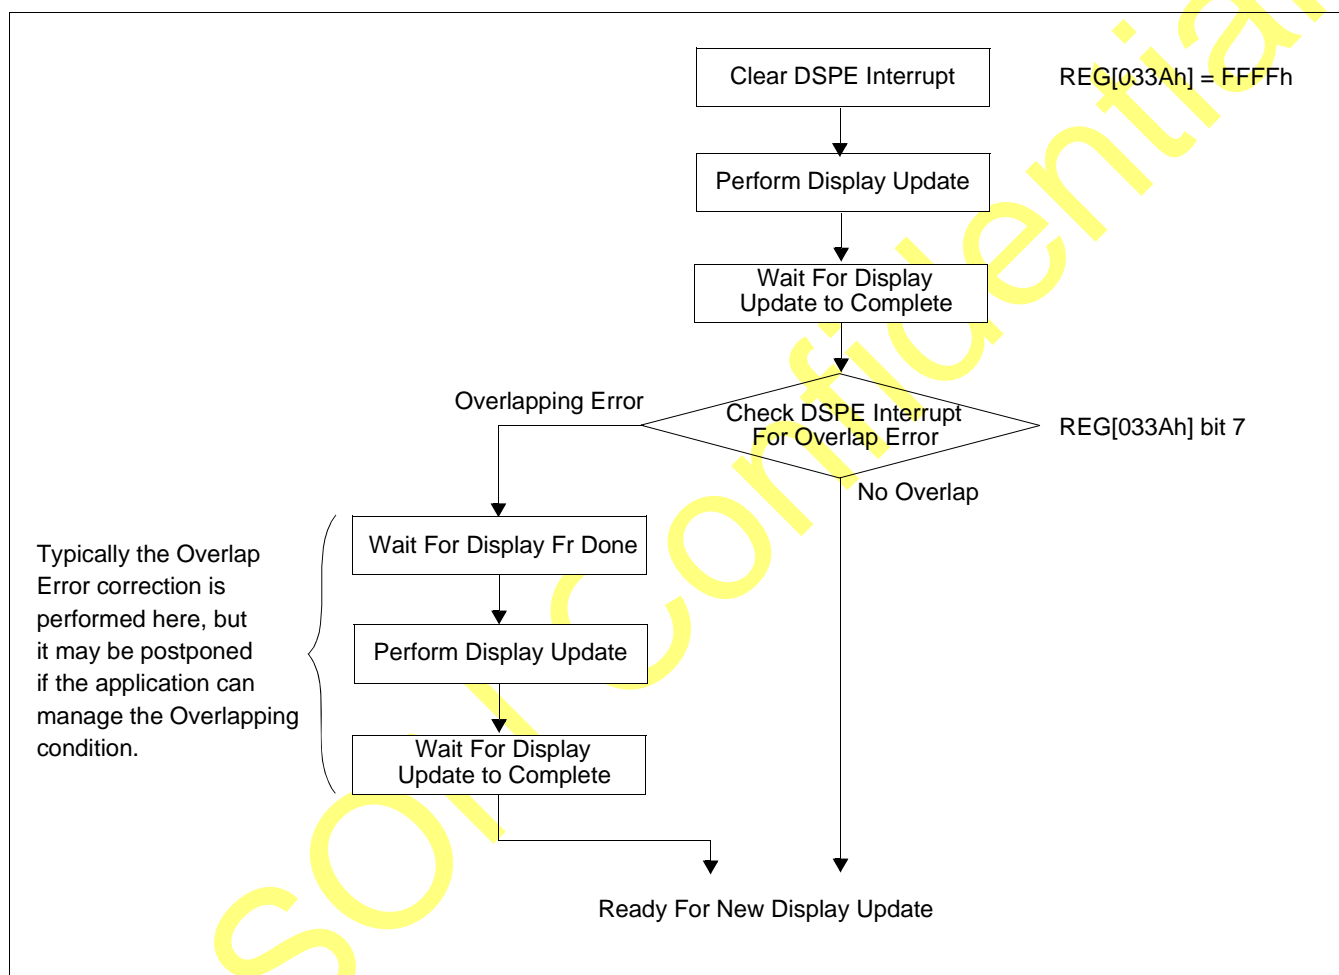 Clear DSPE Interrupt
REG[033Ah] = FFFFh
Perform Display Update
Wait For Display
Update to Complete
Overlapping Error
Check DSPE Interrupt
For Overlap Error
REG[033Ah] bit 7
No Overlap
Typically the Overlap
Error correction is
performed here, but
it may be postponed
if the application can
manage the Overlapping
condition.
Wait For Display Fr Done
Perform Display Update
Wait For Display
Update to Complete
Ready For New Display Update
Confidential